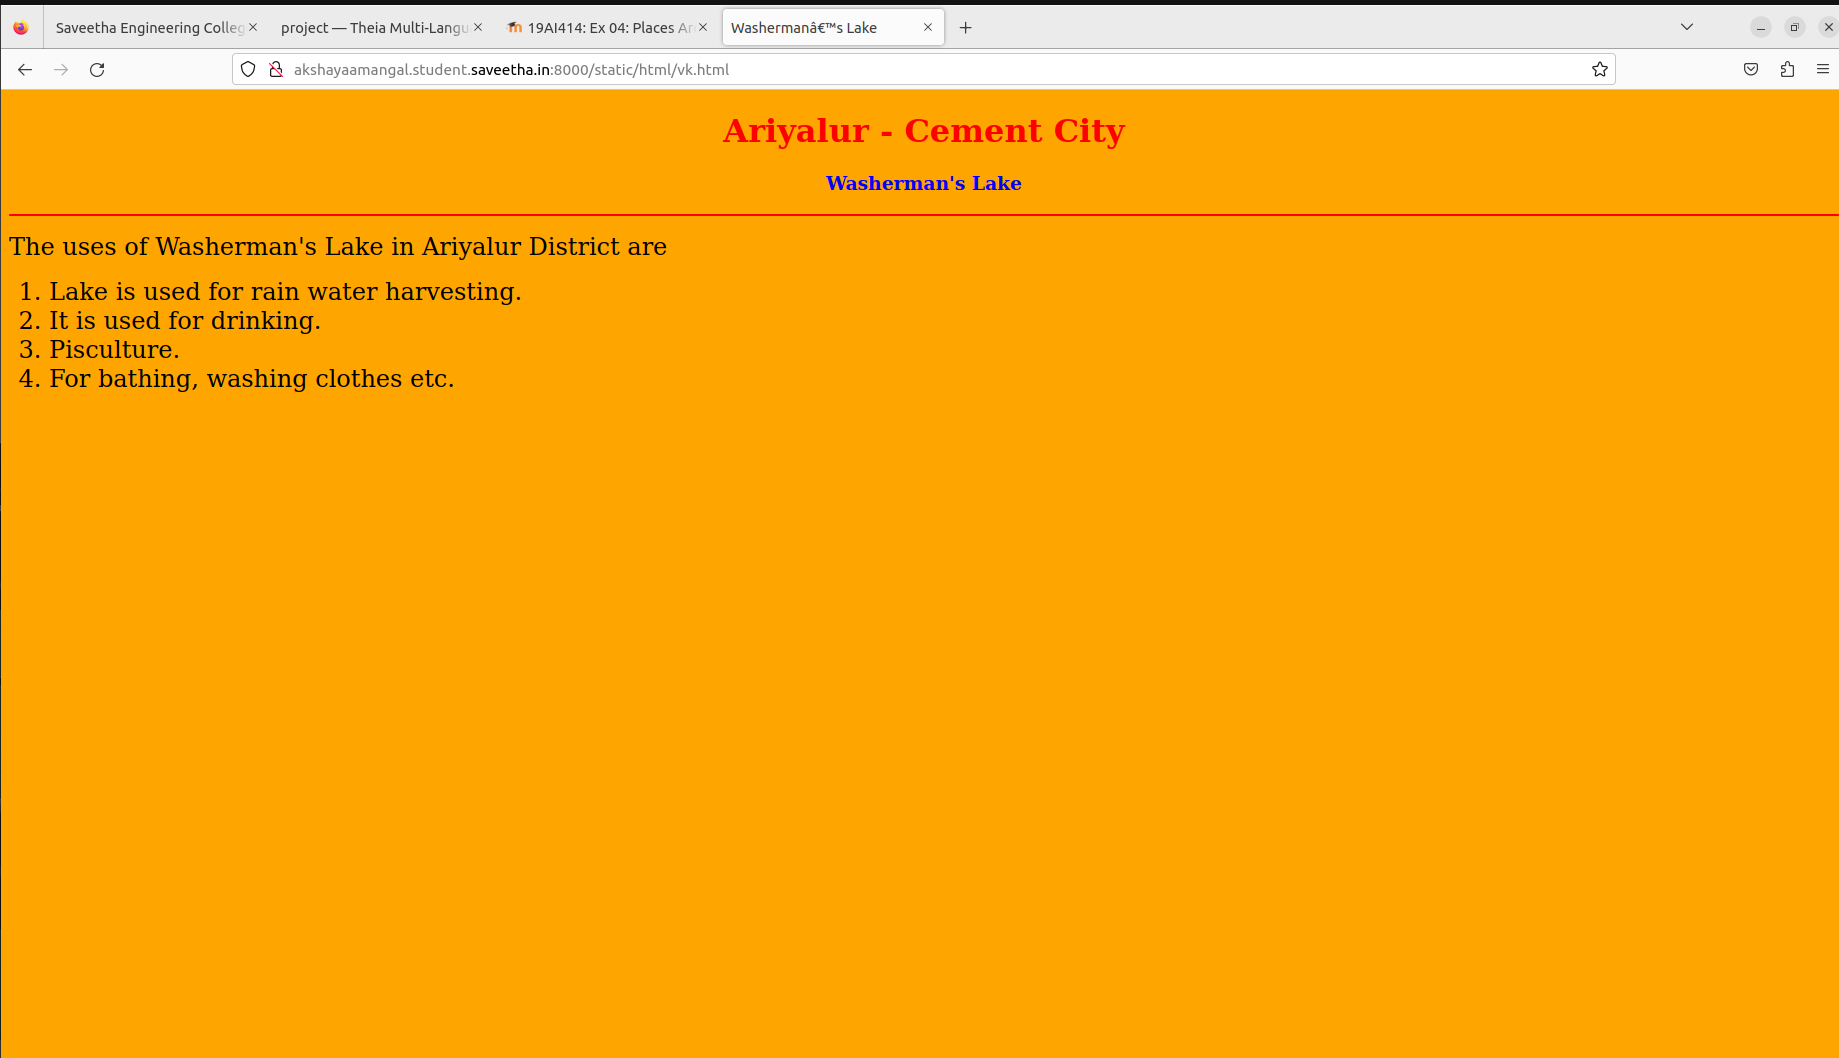 Saveetha Engineering Colleg
project — Theia Multi-Langu
19AI414: Ex 04: Places Ar
Washermanâ€™s Lake
akshayaamangal.student.saveetha.in:8000/static/html/vk.html
Ariyalur - Cement City
Washerman's Lake
The uses of Washerman's Lake in Ariyalur District are
1. Lake is used for rain water harvesting.
2. It is used for drinking.
3. Pisculture.
4. For bathing, washing clothes etc.